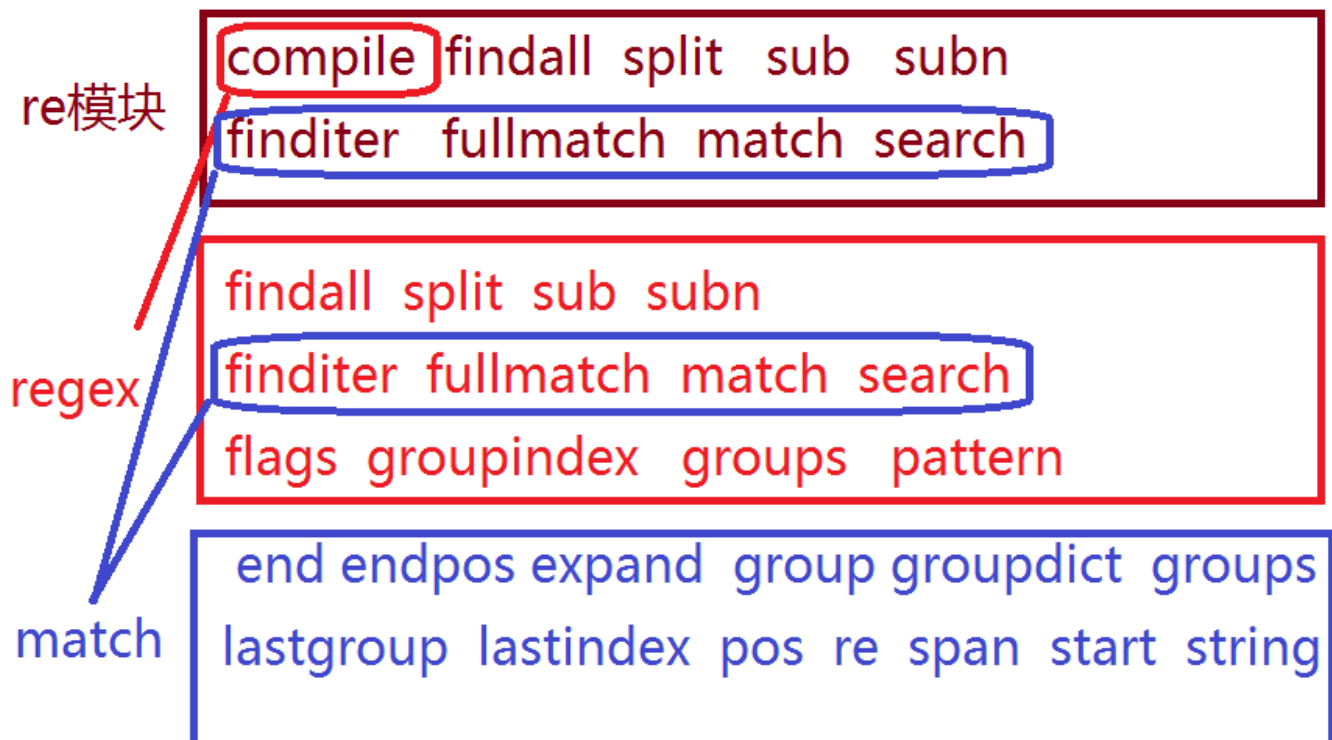 compile findall split sub subn
re模块
finditer fullmatch match search
findall split sub subn
finditer fullmatch match search
regex
flags groupindex groups pattern
end endpos expand group groupdict groups
match
lastgroup lastindex pos re span start string